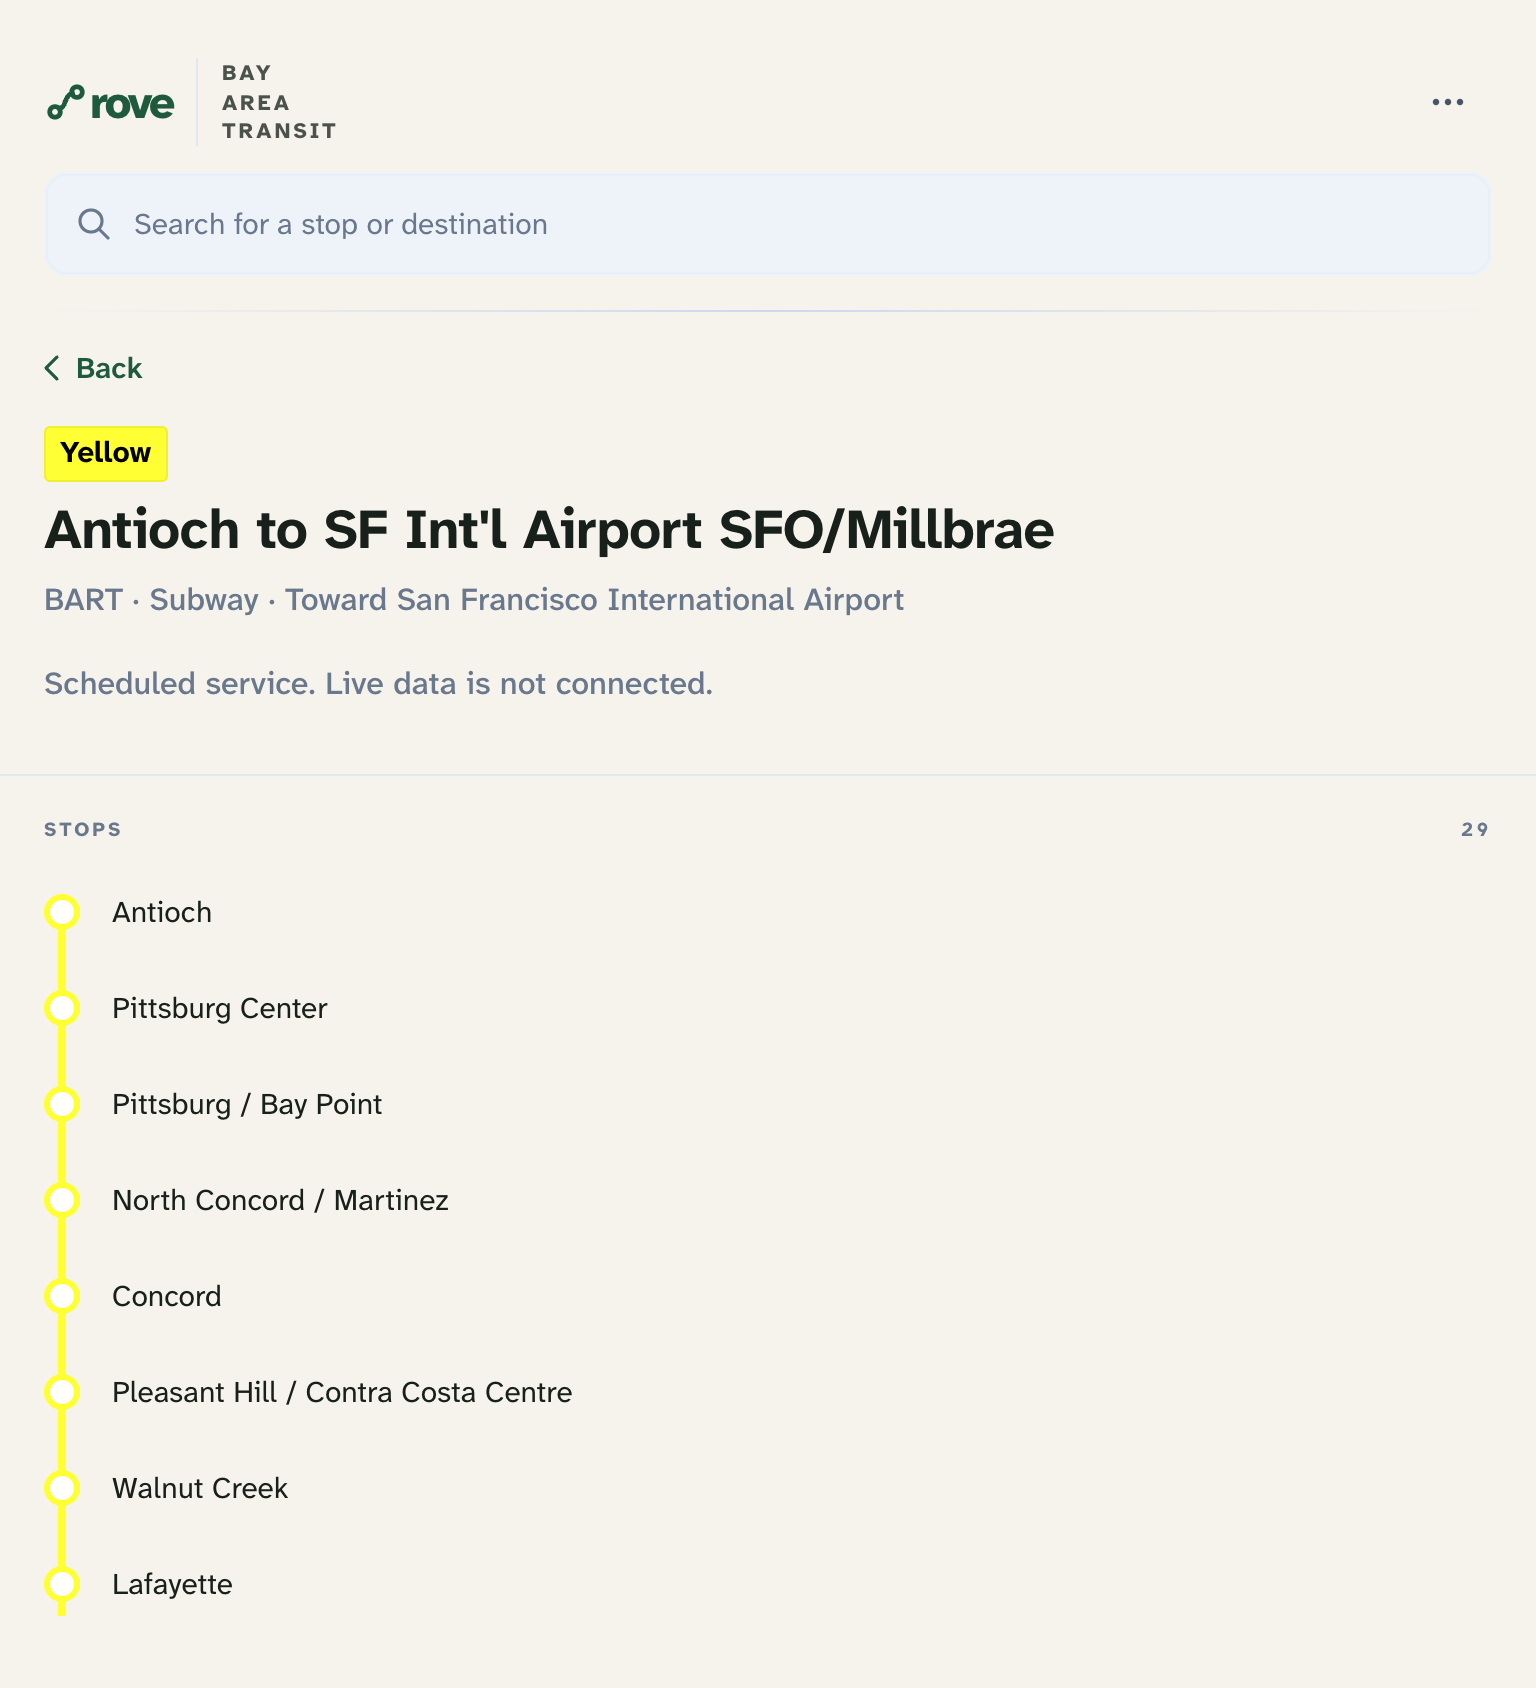 rove
BAY
AREA
TRANSIT
Search for a stop or destination
Back
Yellow
Antioch to SF Int'l Airport SFO/Millbrae
BART · Subway · Toward San Francisco International Airport
Scheduled service. Live data is not connected.
STOPS 29
Antioch
Pittsburg Center
Pittsburg / Bay Point
North Concord / Martinez
Concord
Pleasant Hill / Contra Costa Centre
Walnut Creek
Lafayette